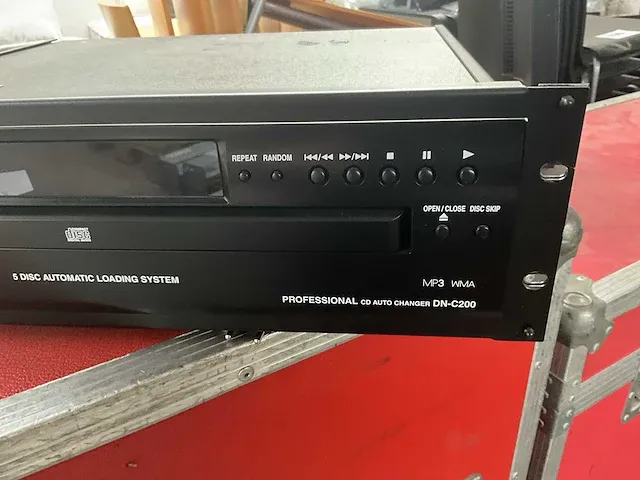 REPEAT RANDOM
OPEN/CLOSE DISC SKIP
disc
5 DISC AUTOMATIC LOADING SYSTEM
MP3 WMA
PROFESSIONAL CD AUTO CHANGER DN-C200